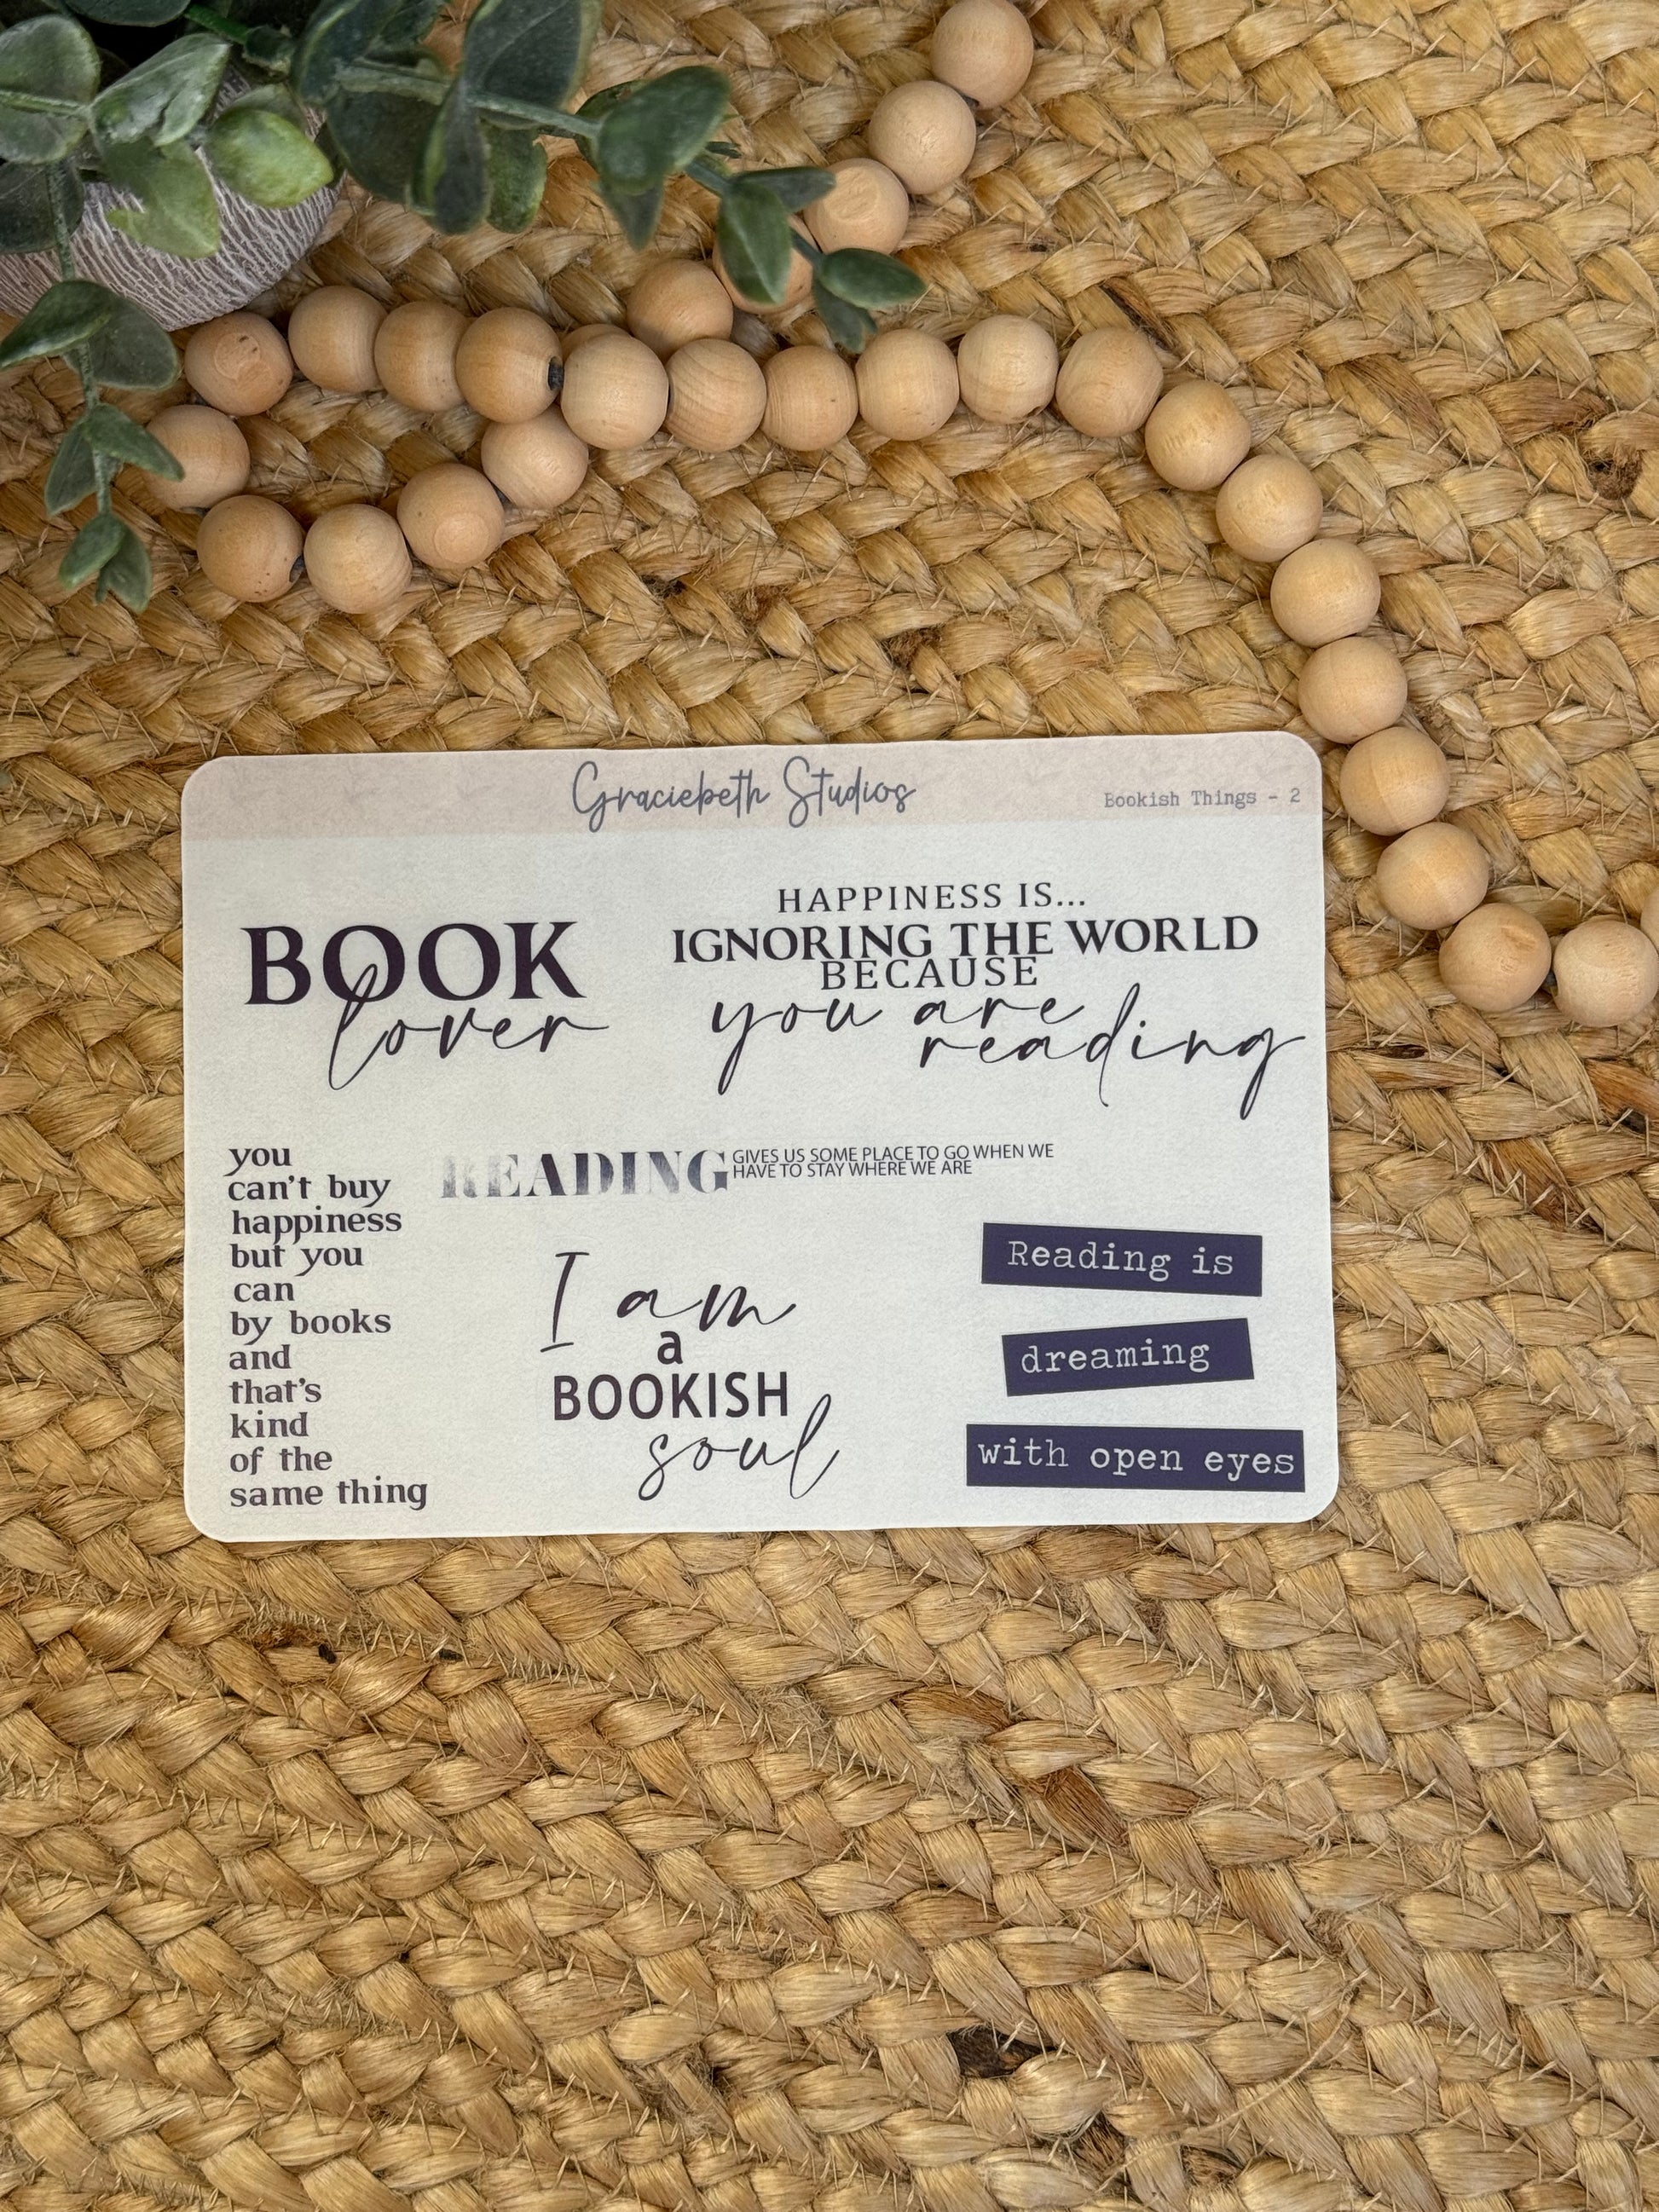 Graciebeth Studios
Bookish Things - 2
BOOK
lover
HAPPINESS IS...
IGNORING THE WORLD
BECAUSE
you are
reading
you
can't buy
happiness
but you
can
by books
and
that's
kind
of the
same thing
READING GIVES US SOME PLACE TO GO WHEN WE
HAVE TO STAY WHERE WE ARE
I am
a
BOOKISH
soul
Reading is
dreaming
with open eyes